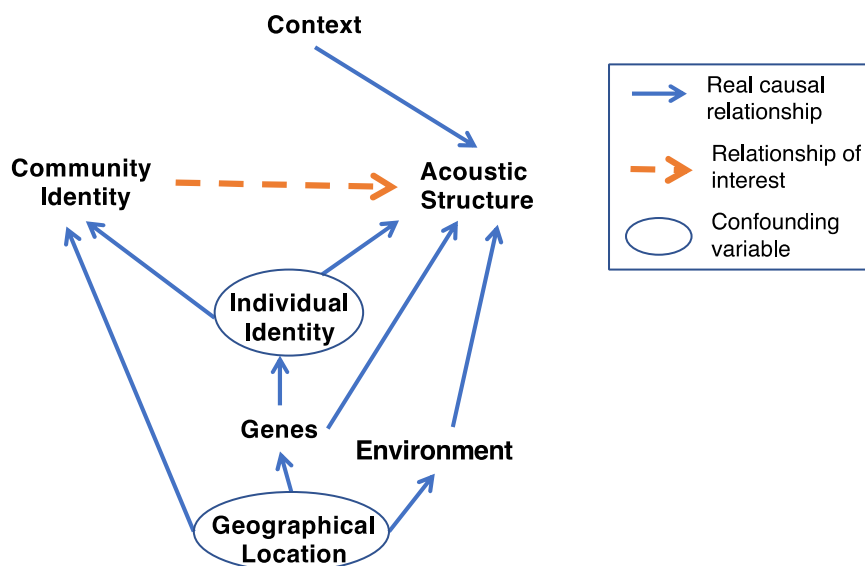 Context
Community
Identity
Acoustic
Structure
Individual
Identity
Genes
Environment
Geographical
Location
Real causal
relationship
Relationship of
interest
Confounding
variable